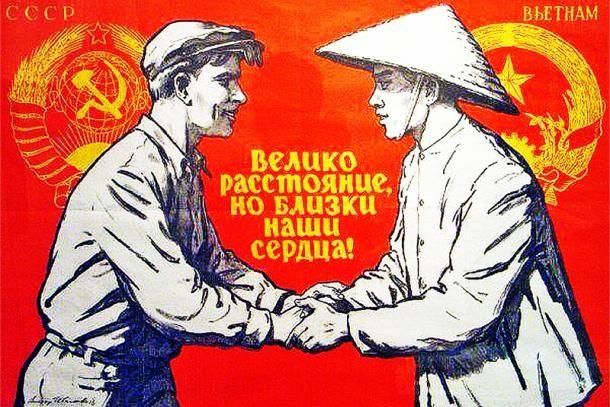 СССР
ВЬЕТНАМ
Велико
расстояние,
но близки
наши
сердца!